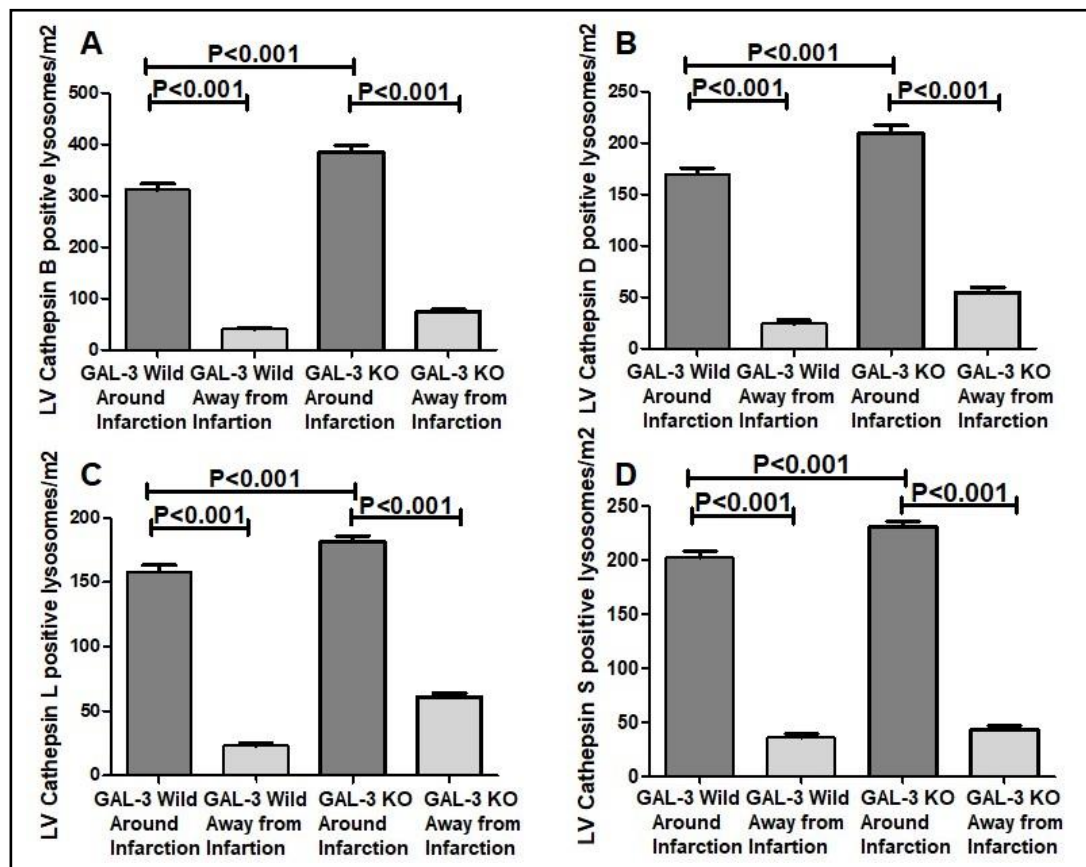 A
LV Cathepsin B positive lysosomes/m2
P<0.001
P<0.001
P<0.001
500
400
300
200
100
0
GAL-3 Wild GAL-3 Wild GAL-3 KO GAL-3 KO
Around Away from Around Away from
Infarction Infartion Infarction Infarction
B
LV Cathepsin D positive lysosomes/m2
P<0.001
P<0.001
P<0.001
250
200
150
100
50
0
GAL-3 Wild GAL-3 Wild GAL-3 KO GAL-3 KO
Around Away from Around Away from
Infarction Infarction Infarction Infarction
C
LV Cathepsin L positive lysosomes/m2
P<0.001
P<0.001
P<0.001
200
150
100
50
0
GAL-3 Wild GAL-3 Wild GAL-3 KO GAL-3 KO
Around Away from Around Away from
Infarction Infarction Infarction Infarction
D
LV Cathepsin S positive lysosomes/m2
P<0.001
P<0.001
P<0.001
250
200
150
100
50
0
GAL-3 Wild GAL-3 Wild GAL-3 KO GAL-3 KO
Around Away from Around Away from
Infarction Infarction Infarction Infarction